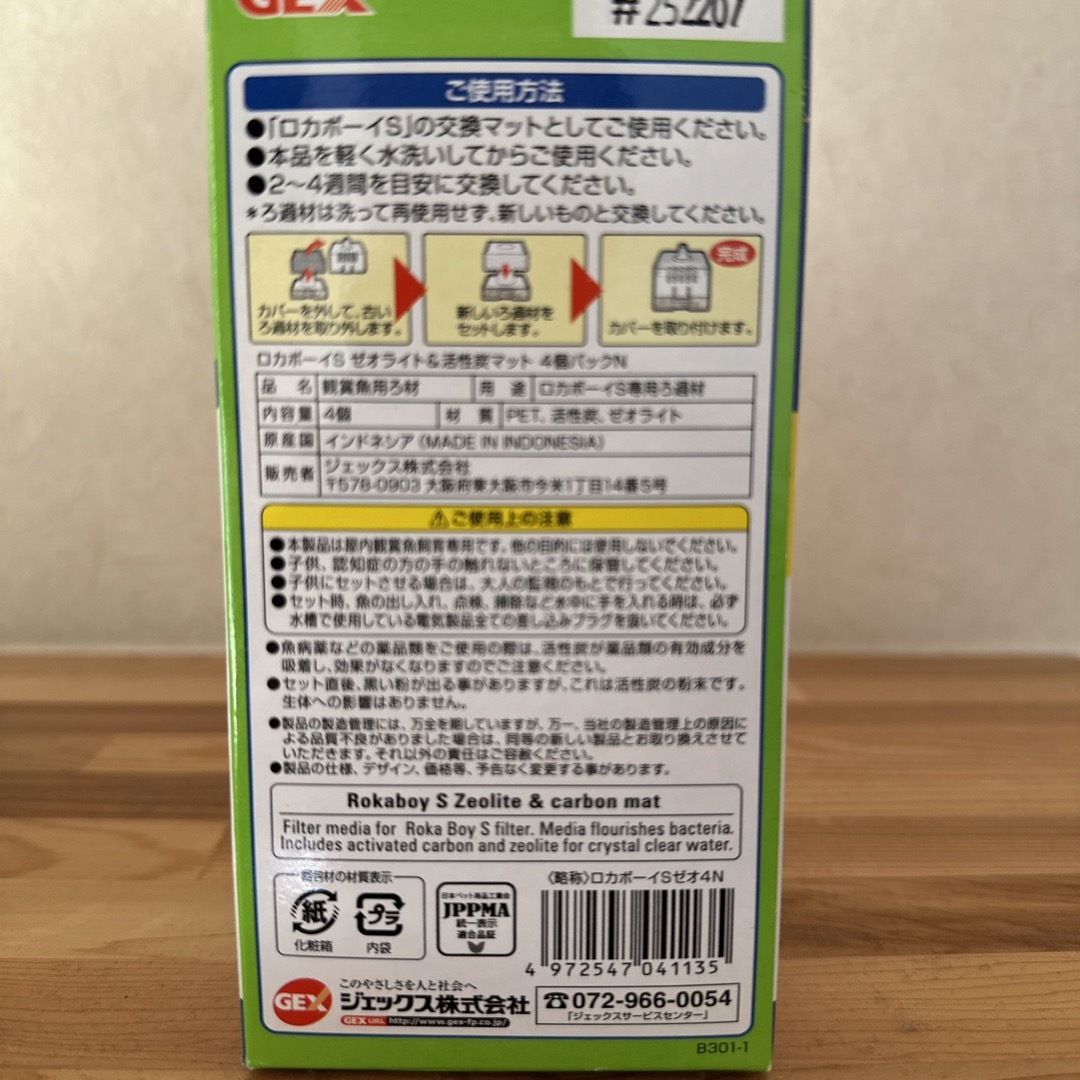 GEX
#252207
ご使用方法
●「ロカボーイS」の交換マットとしてご使用ください。
●本品を軽く水洗いしてからご使用ください。
●2〜4週間を目安に交換してください。
*ろ過材は洗って再使用せず、新しいものと交換してください。
カバーを外して、古い
ろ過材を取り外します。
新しいろ過材を
セットします。
完成
カバーを取り付けます。
ロカボーイS ゼオライト&活性炭マット 4個パックN
品 名 観賞魚用ろ材 用 途 ロカボーイS専用ろ過材
内容量 4個 材 質 PET、活性炭、ゼオライト
原産国 インドネシア(MADE IN INDONESIA)
販売者 ジェックス株式会社
〒578-0903 大阪府東大阪市今米1丁目14番5号
⚠ご使用上の注意
●本製品は屋内観賞魚飼育専用です。他の目的には使用しないでください。
●子供、認知症の方の手の触れないところに保管してください。
●子供にセットさせる場合は、大人の監視のもとで行ってください。
●セット時、魚の出し入れ、点検、掃除など水中に手を入れる時は、必ず
水槽で使用している電気製品全ての差し込みプラグを抜いてください。
●魚病薬などの薬品類をご使用の際は、活性炭が薬品類の有効成分を
吸着し、効果がなくなりますのでご注意ください。
●セット直後、黒い粉が出る事がありますが、これは活性炭の粉末です。
生体への影響はありません。
●製品の製造管理には、万全を期していますが、万一、当社の製造管理上の原因に
よる品質不良がありました場合は、同等の新しい製品とお取り換えさせて
いただきます。それ以外の責任はご容赦ください。
●製品の仕様、デザイン、価格等、予告なく変更する事があります。
Rokaboy S Zeolite & carbon mat
Filter media for Roka Boy S filter. Media flourishes bacteria.
Includes activated carbon and zeolite for crystal clear water.
包材の材質表示
紙
化粧箱
プラ
内袋
日本ペット用品工業会
JPPMA
統一表示
適合品証
〈略称〉ロカボーイSゼオ4N
4 972547 041135
このやさしさを人と社会へ
GEX ジェックス株式会社
GEX URL http://www.gex-fp.co.jp/
☎072-966-0054
「ジェックスサービスセンター」
B301-1